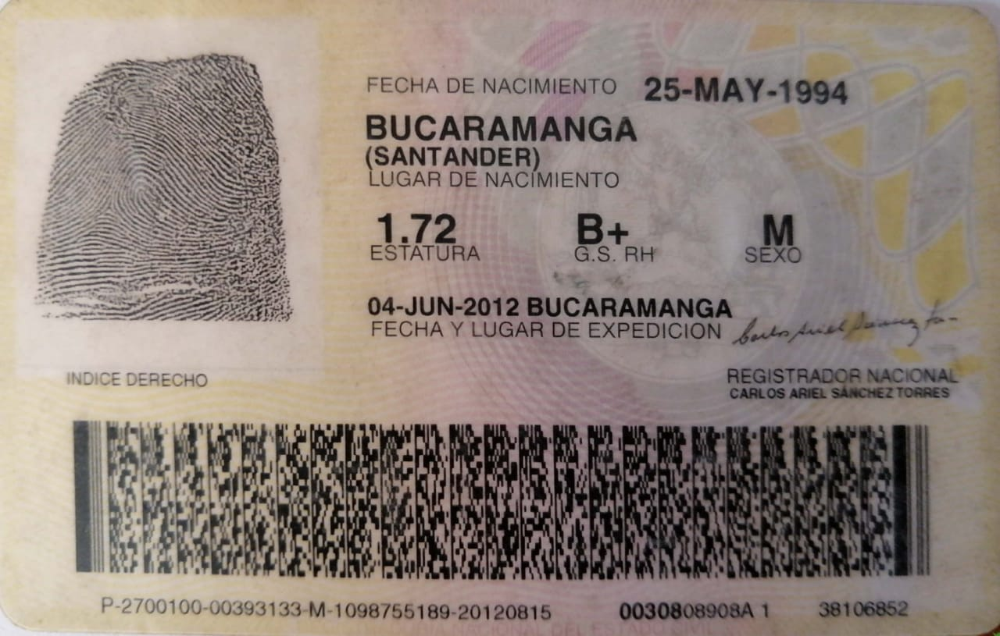 FECHA DE NACIMIENTO 25-MAY-1994
BUCARAMANGA
(SANTANDER)
LUGAR DE NACIMIENTO
1.72 B+ M
ESTATURA G.S. RH SEXO
04-JUN-2012 BUCARAMANGA
FECHA Y LUGAR DE EXPEDICION
INDICE DERECHO
REGISTRADOR NACIONAL
CARLOS ARIEL SÁNCHEZ TORRES
P-2700100-00393133-M-1098755189-20120815 0030808908A 1 38106852